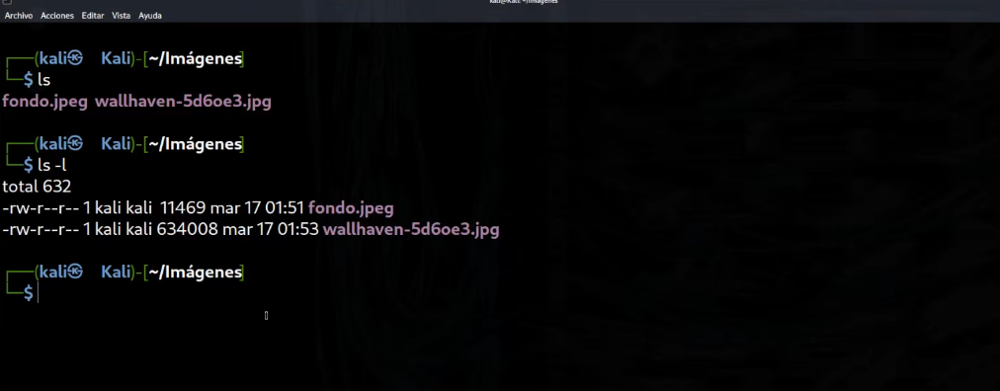 kali@Kali: ~/Imágenes
Archivo Acciones Editar Vista Ayuda
┌──(kali㉿ Kali)-[~/Imágenes]
└─$ ls
fondo.jpeg wallhaven-5d6oe3.jpg
┌──(kali㉿ Kali)-[~/Imágenes]
└─$ ls -l
total 632
-rw-r--r-- 1 kali kali 11469 mar 17 01:51 fondo.jpeg
-rw-r--r-- 1 kali kali 634008 mar 17 01:53 wallhaven-5d6oe3.jpg
┌──(kali㉿ Kali)-[~/Imágenes]
└─$